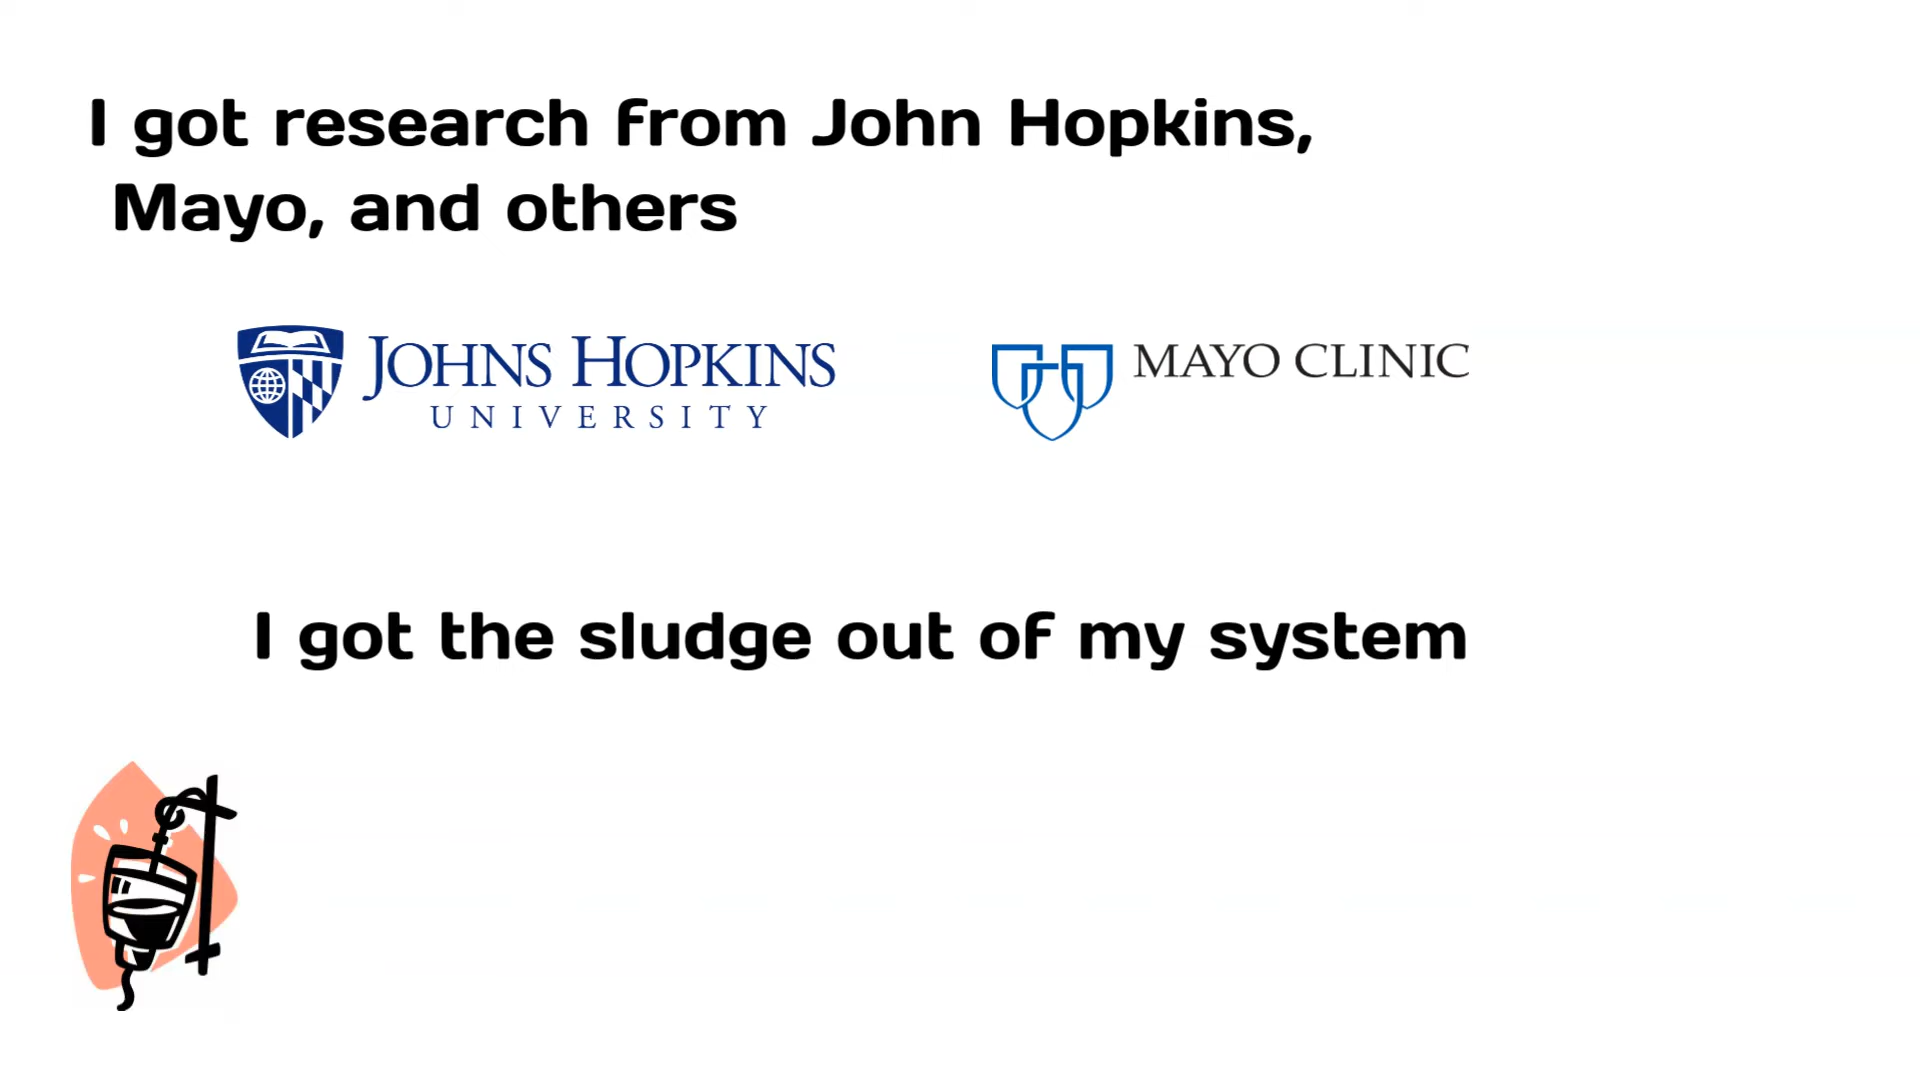 I got research from John Hopkins,
Mayo, and others
JOHNS HOPKINS
UNIVERSITY
MAYO CLINIC
I got the sludge out of my system